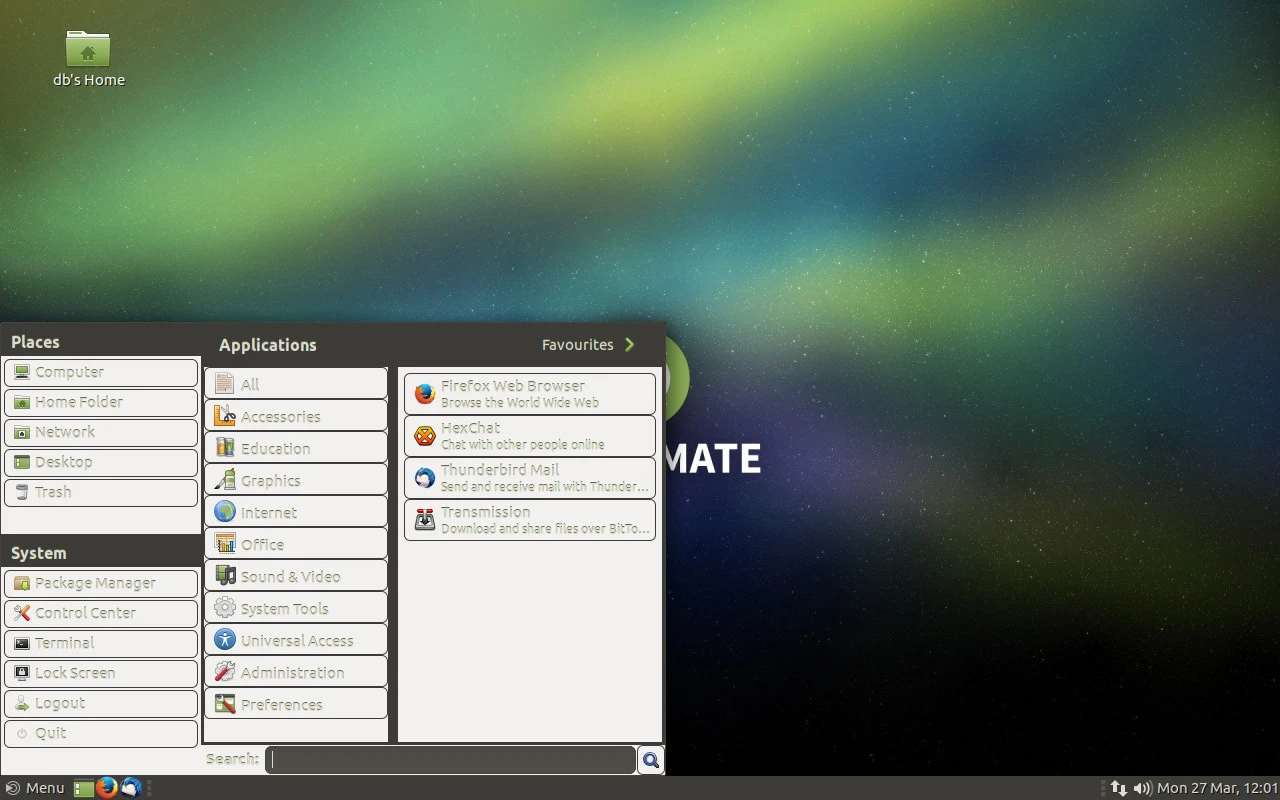 db's Home
MATE
Places
Computer
Home Folder
Network
Desktop
Trash
System
Package Manager
Control Center
Terminal
Lock Screen
Logout
Quit
Applications
Favourites
All
Accessories
Education
Graphics
Internet
Office
Sound & Video
System Tools
Universal Access
Administration
Preferences
Firefox Web Browser
Browse the World Wide Web
HexChat
Chat with other people online
Thunderbird Mail
Send and receive mail with Thunder...
Transmission
Download and share files over BitTo...
Search:
Menu
Mon 27 Mar, 12:01